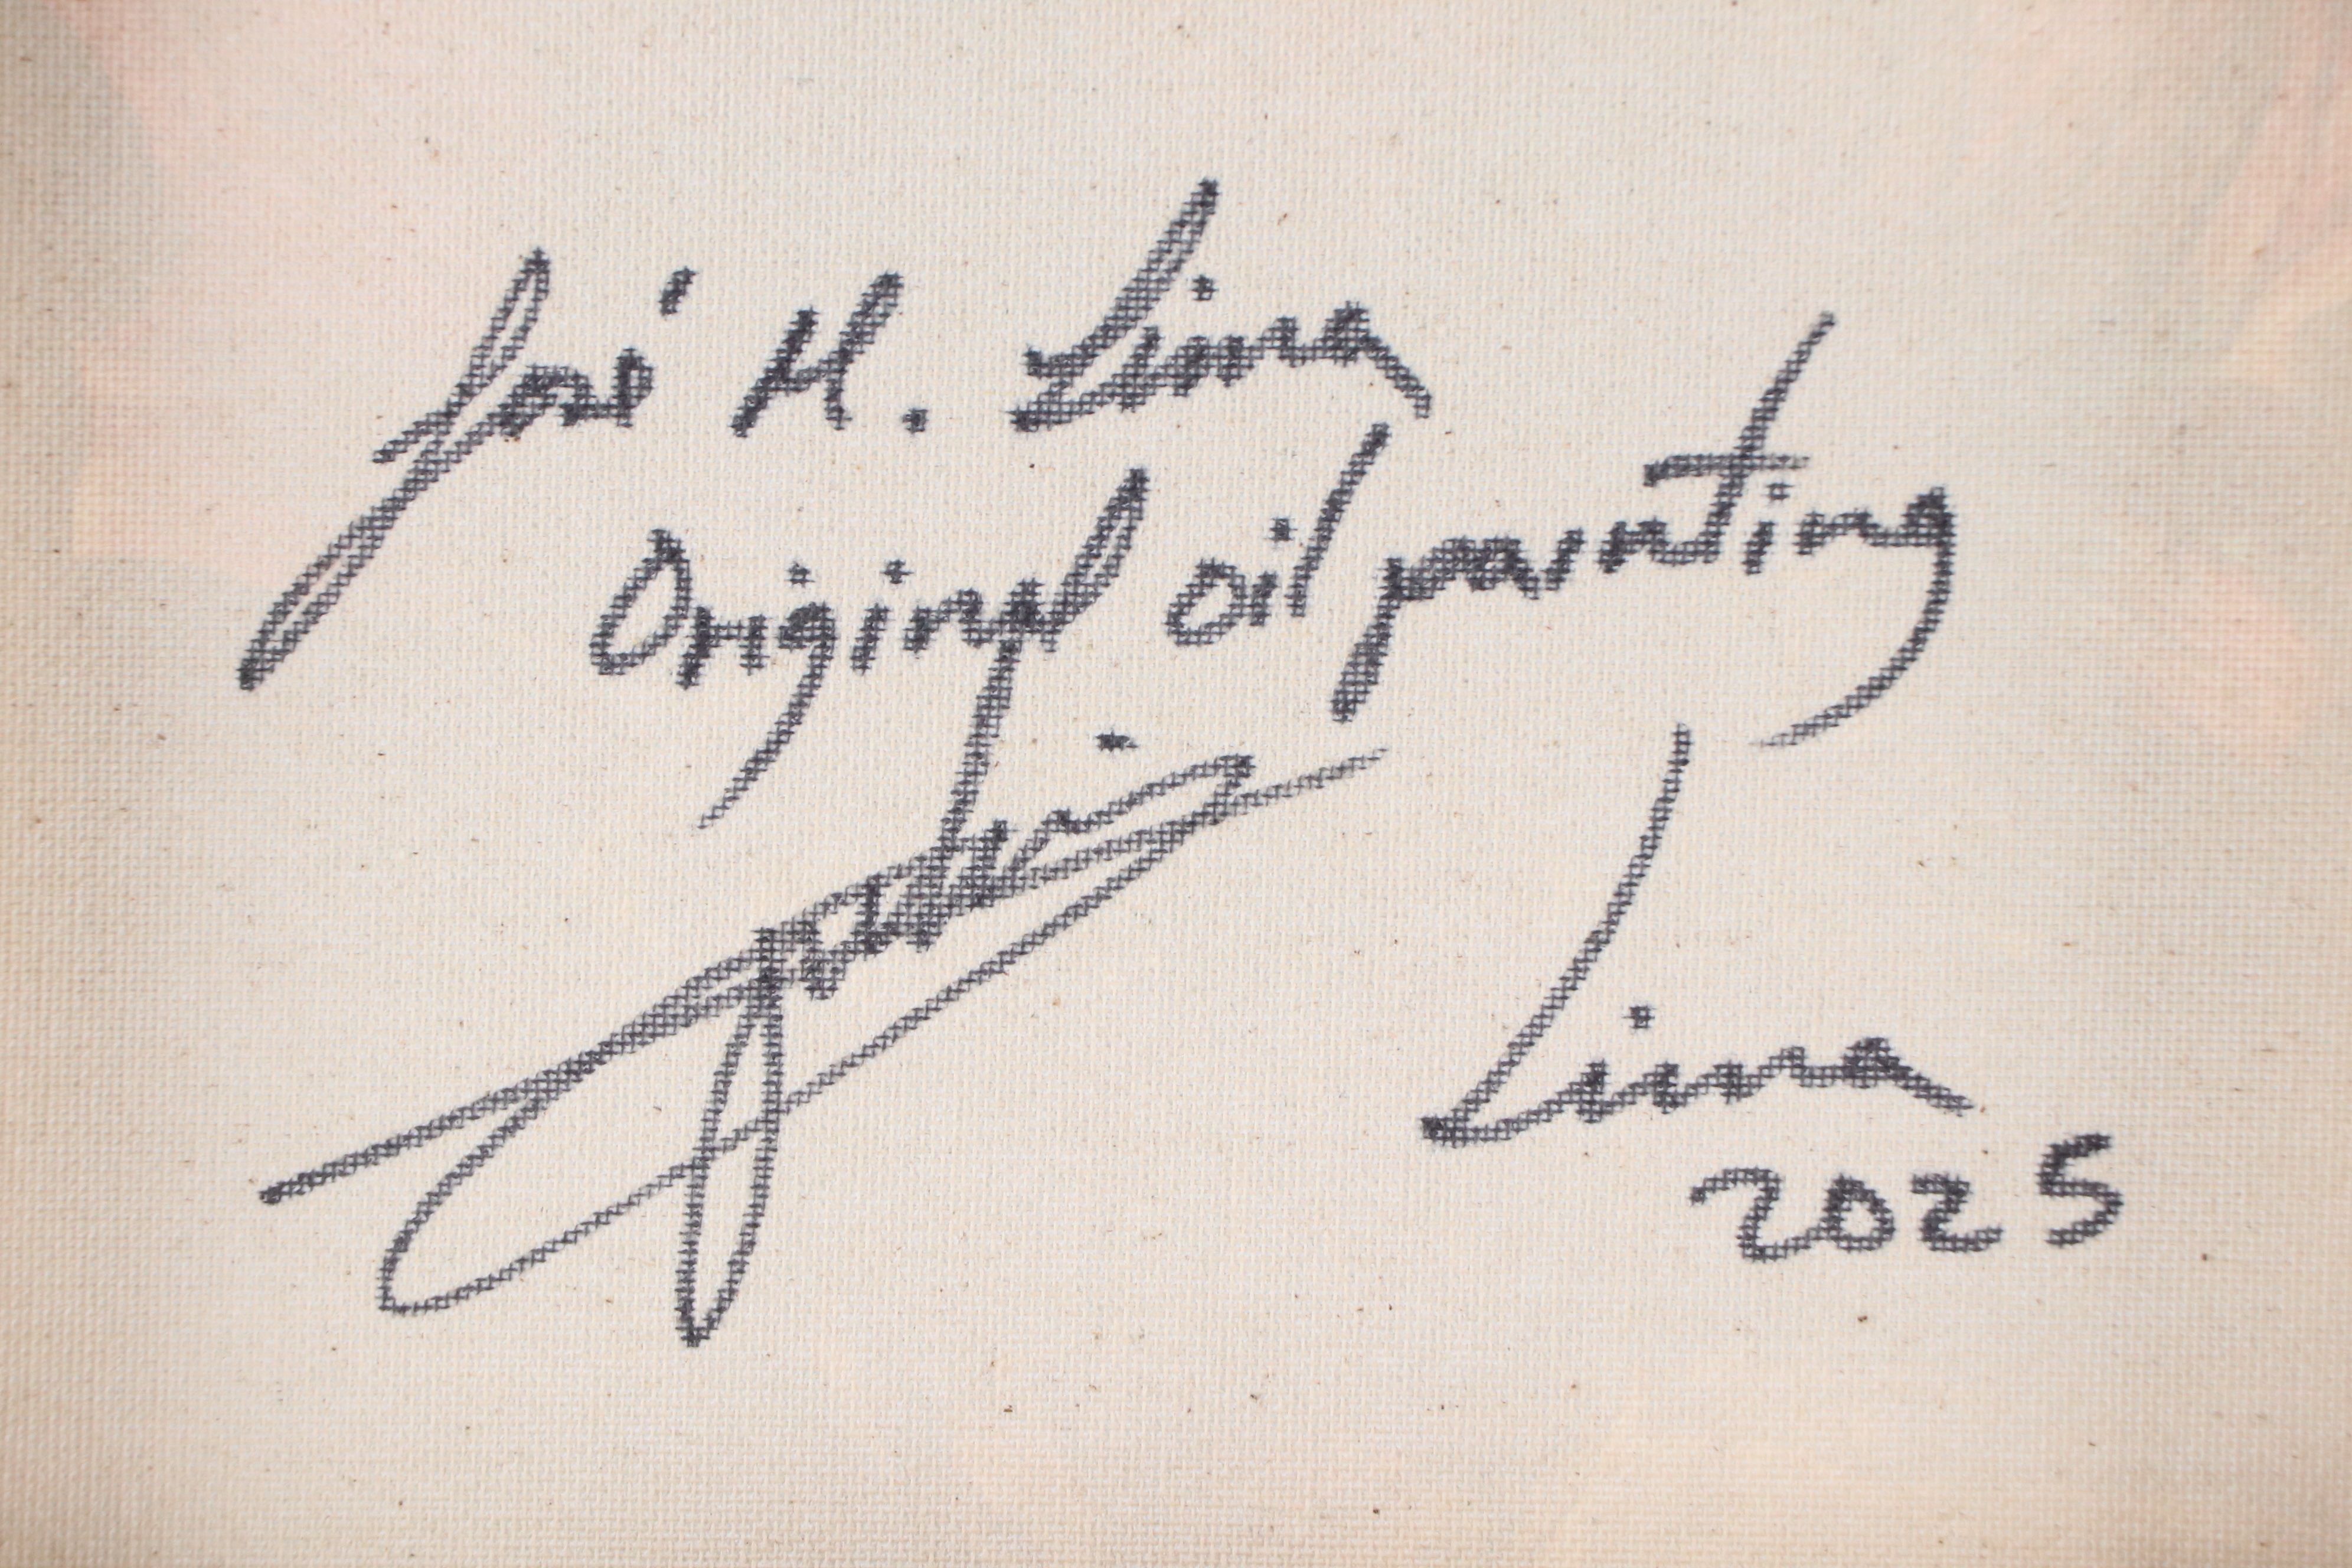 José M. Lima
Original oil painting
Lima
2025